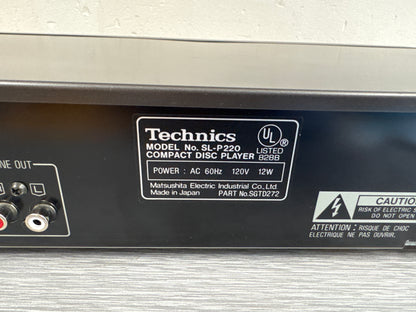 NE OUT
L
Technics
MODEL No. SL-P220
COMPACT DISC PLAYER
UL
®
LISTED
828B
POWER : AC 60Hz 120V 12W
Matsushita Electric Industrial Co.,Ltd.
Made in Japan PART No.SGTD272
CAUTIO
RISK OF ELECTRIC S
DO NOT OPEN
ATTENTION : RISQUE DE CHOC
ELECTRIQUE NE PAS OUVRIR.